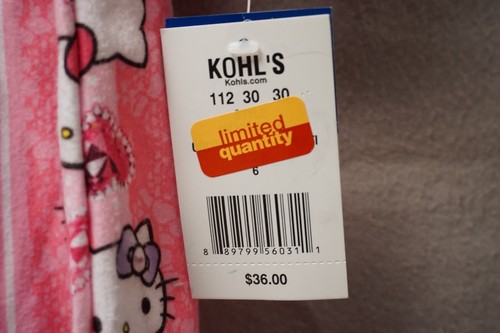 KOHL'S
Kohls.com
112 30 30
limited
quantity
6
8 89799 56031 1
$36.00